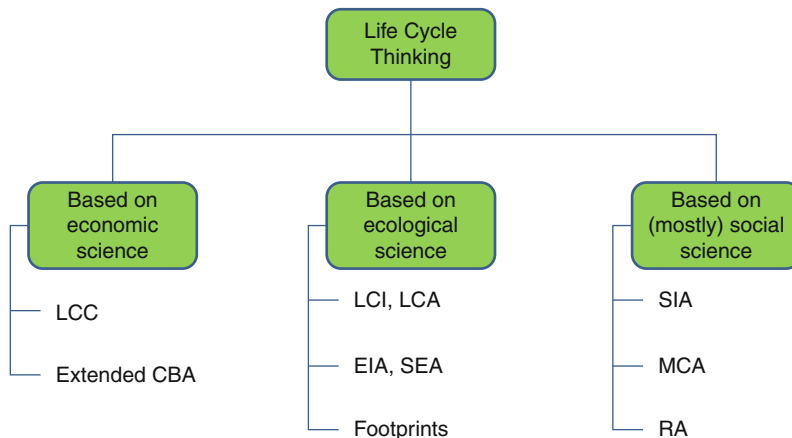 Life Cycle
Thinking
Based on
economic
science
LCC
Extended CBA
Based on
ecological
science
LCI, LCA
EIA, SEA
Footprints
Based on
(mostly) social
science
SIA
MCA
RA